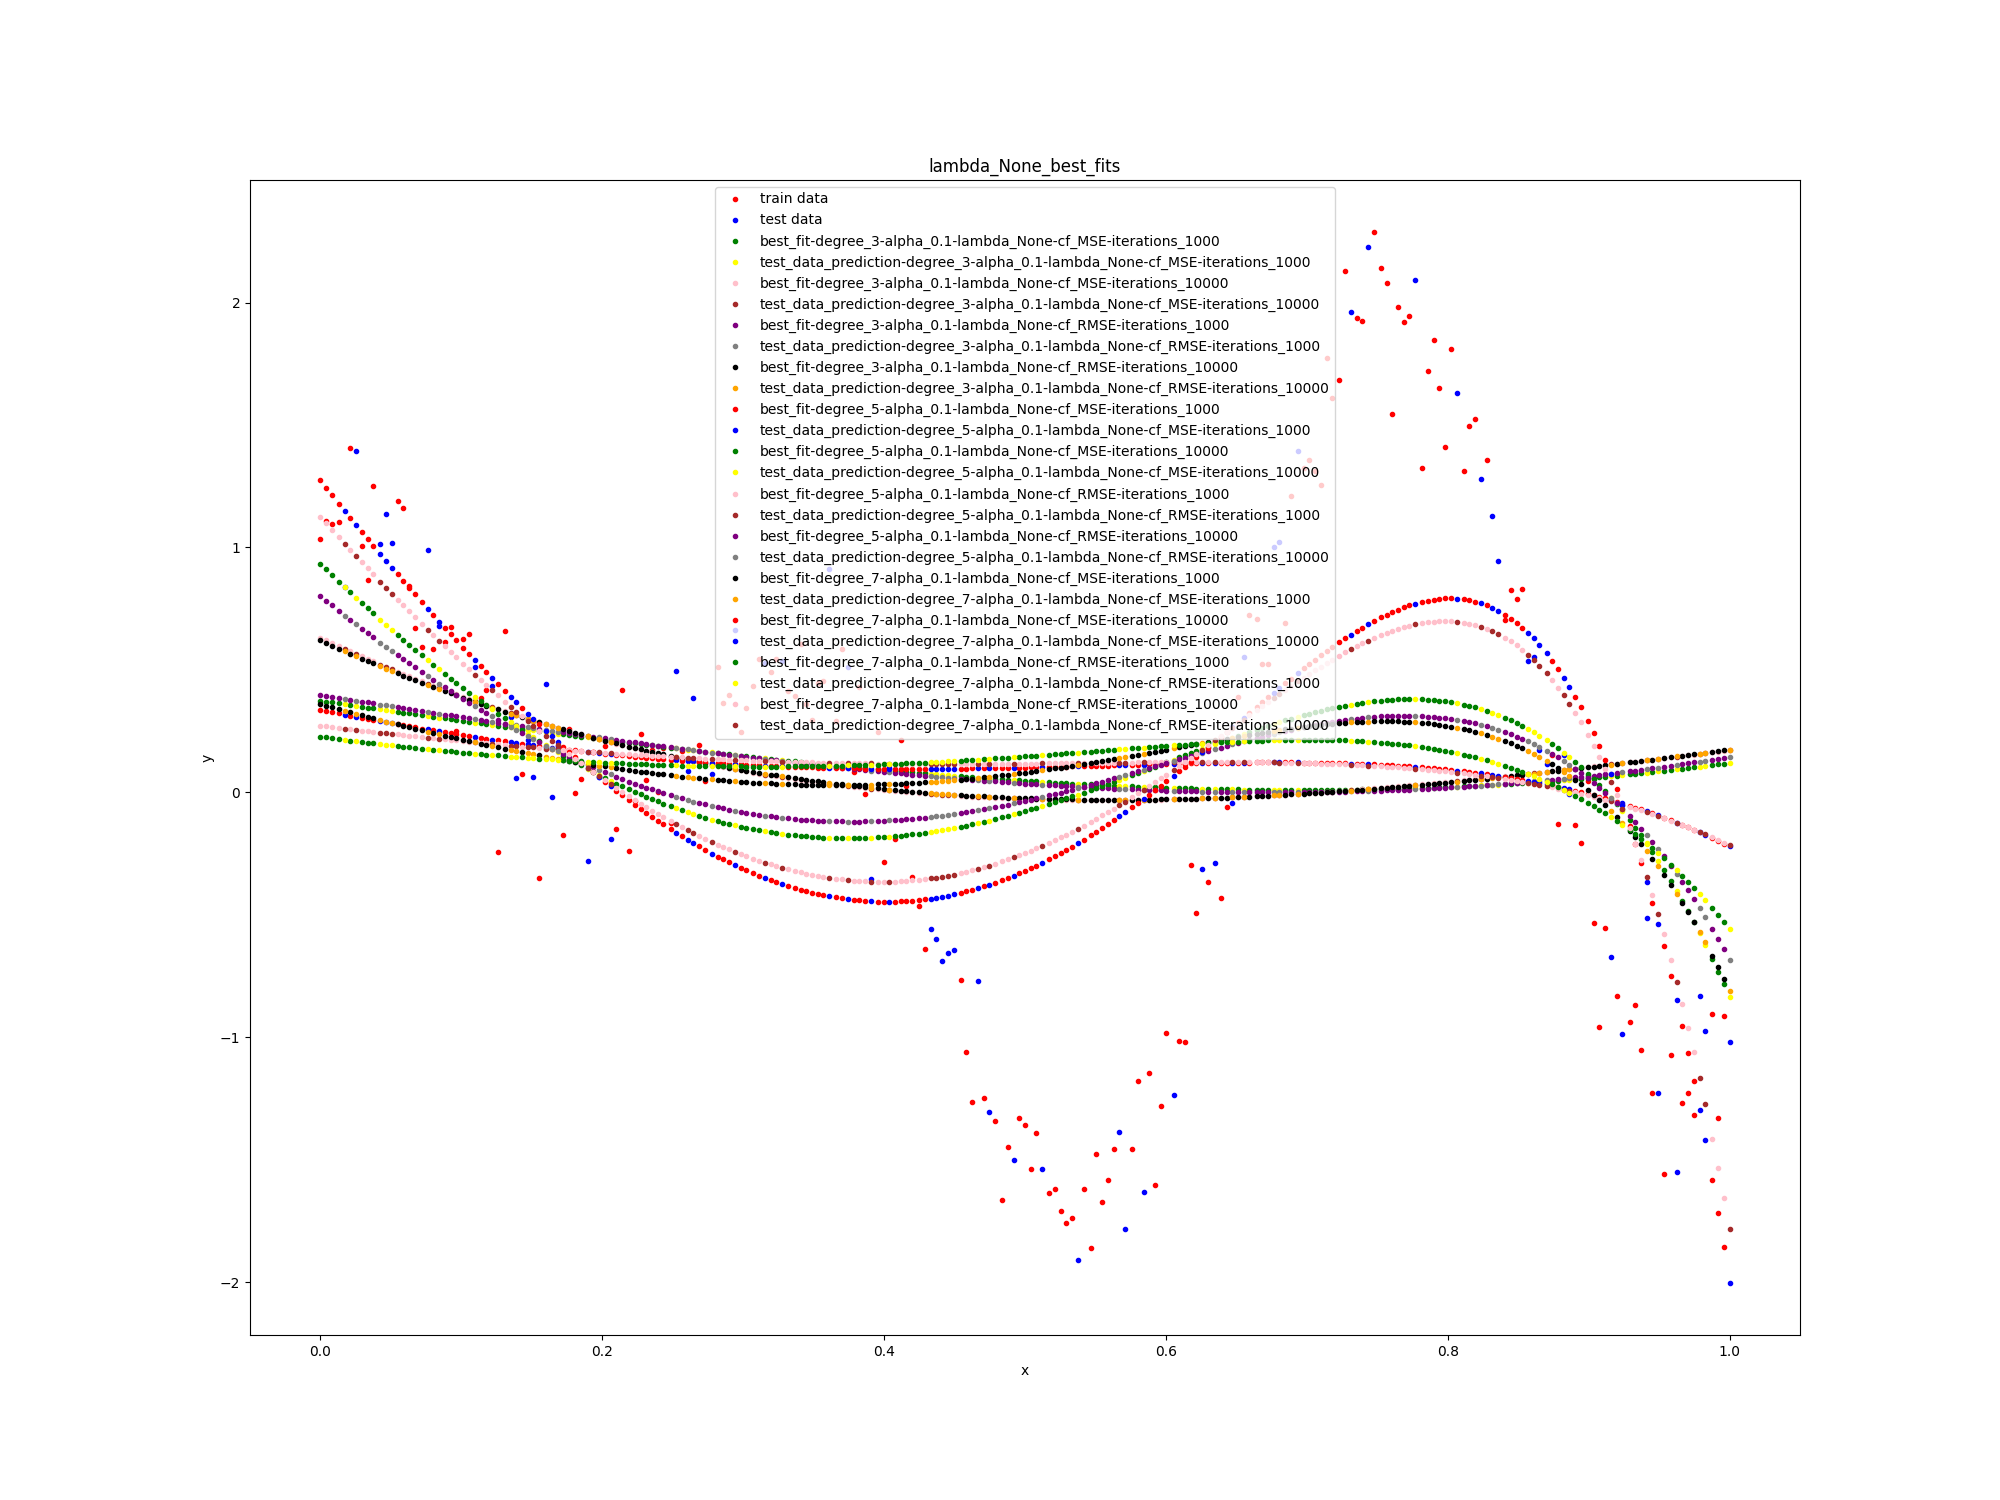 lambda_None_best_fits
train data
test data
best_fit-degree_3-alpha_0.1-lambda_None-cf_MSE-iterations_1000
test_data_prediction-degree_3-alpha_0.1-lambda_None-cf_MSE-iterations_1000
best_fit-degree_3-alpha_0.1-lambda_None-cf_MSE-iterations_10000
test_data_prediction-degree_3-alpha_0.1-lambda_None-cf_MSE-iterations_10000
best_fit-degree_3-alpha_0.1-lambda_None-cf_RMSE-iterations_1000
test_data_prediction-degree_3-alpha_0.1-lambda_None-cf_RMSE-iterations_1000
best_fit-degree_3-alpha_0.1-lambda_None-cf_RMSE-iterations_10000
test_data_prediction-degree_3-alpha_0.1-lambda_None-cf_RMSE-iterations_10000
best_fit-degree_5-alpha_0.1-lambda_None-cf_MSE-iterations_1000
test_data_prediction-degree_5-alpha_0.1-lambda_None-cf_MSE-iterations_1000
best_fit-degree_5-alpha_0.1-lambda_None-cf_MSE-iterations_10000
test_data_prediction-degree_5-alpha_0.1-lambda_None-cf_MSE-iterations_10000
best_fit-degree_5-alpha_0.1-lambda_None-cf_RMSE-iterations_1000
test_data_prediction-degree_5-alpha_0.1-lambda_None-cf_RMSE-iterations_1000
best_fit-degree_5-alpha_0.1-lambda_None-cf_RMSE-iterations_10000
test_data_prediction-degree_5-alpha_0.1-lambda_None-cf_RMSE-iterations_10000
best_fit-degree_7-alpha_0.1-lambda_None-cf_MSE-iterations_1000
test_data_prediction-degree_7-alpha_0.1-lambda_None-cf_MSE-iterations_1000
best_fit-degree_7-alpha_0.1-lambda_None-cf_MSE-iterations_10000
test_data_prediction-degree_7-alpha_0.1-lambda_None-cf_MSE-iterations_10000
best_fit-degree_7-alpha_0.1-lambda_None-cf_RMSE-iterations_1000
test_data_prediction-degree_7-alpha_0.1-lambda_None-cf_RMSE-iterations_1000
best_fit-degree_7-alpha_0.1-lambda_None-cf_RMSE-iterations_10000
test_data_prediction-degree_7-alpha_0.1-lambda_None-cf_RMSE-iterations_10000
2
1
0
−1
−2
y
0.0 0.2 0.4 0.6 0.8 1.0
x